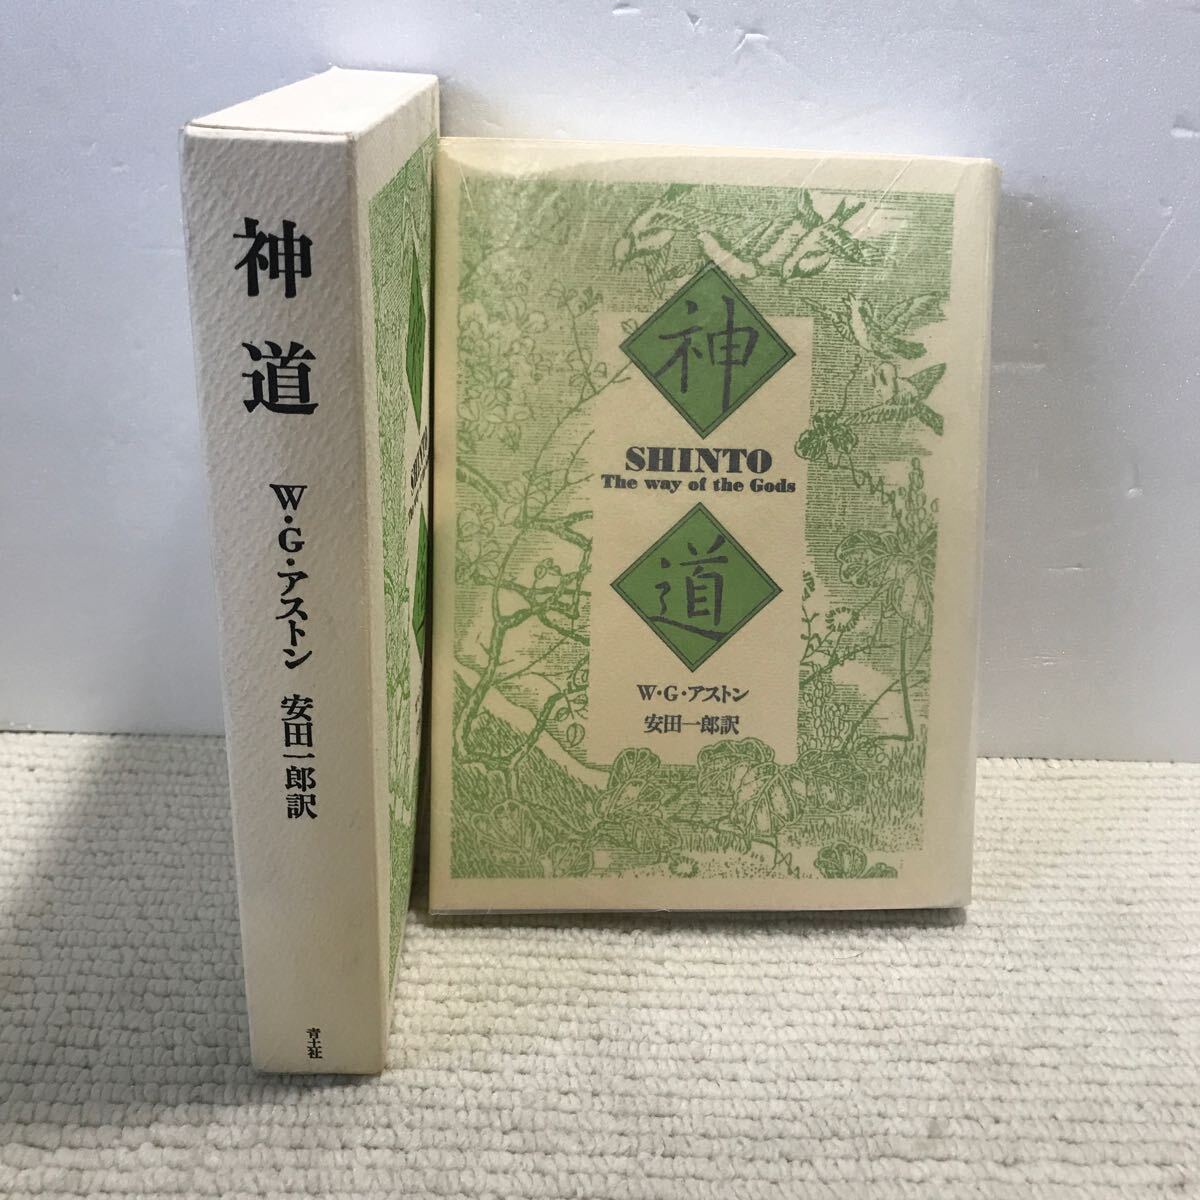 神道
W・G・アストン 安田一郎訳
青土社
神
SHINTO
The way of the Gods
道
W・G・アストン
安田一郎訳
SHINTO